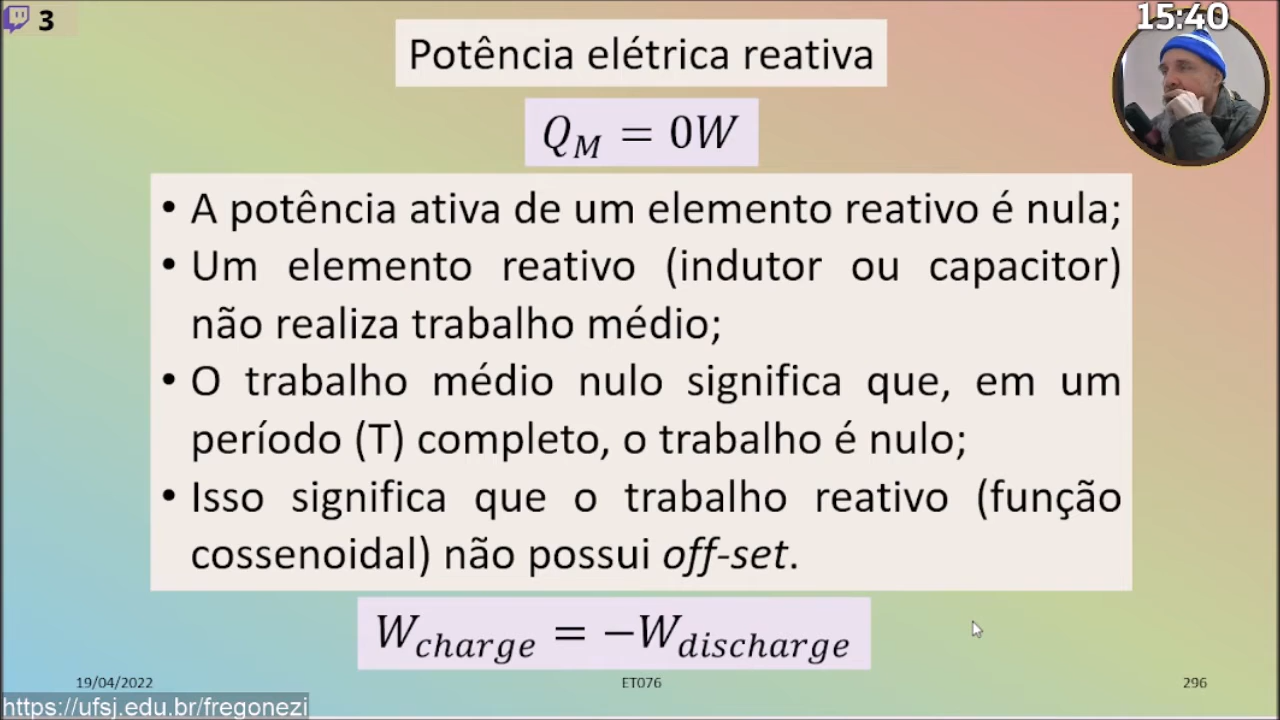 3
15:40
Potência elétrica reativa
Q_M = 0W
• A potência ativa de um elemento reativo é nula;
• Um elemento reativo (indutor ou capacitor)
não realiza trabalho médio;
• O trabalho médio nulo significa que, em um
período (T) completo, o trabalho é nulo;
• Isso significa que o trabalho reativo (função
cossenoidal) não possui off-set.
W_charge = −W_discharge
19/04/2022
ET076
296
https://ufsj.edu.br/fregonezi